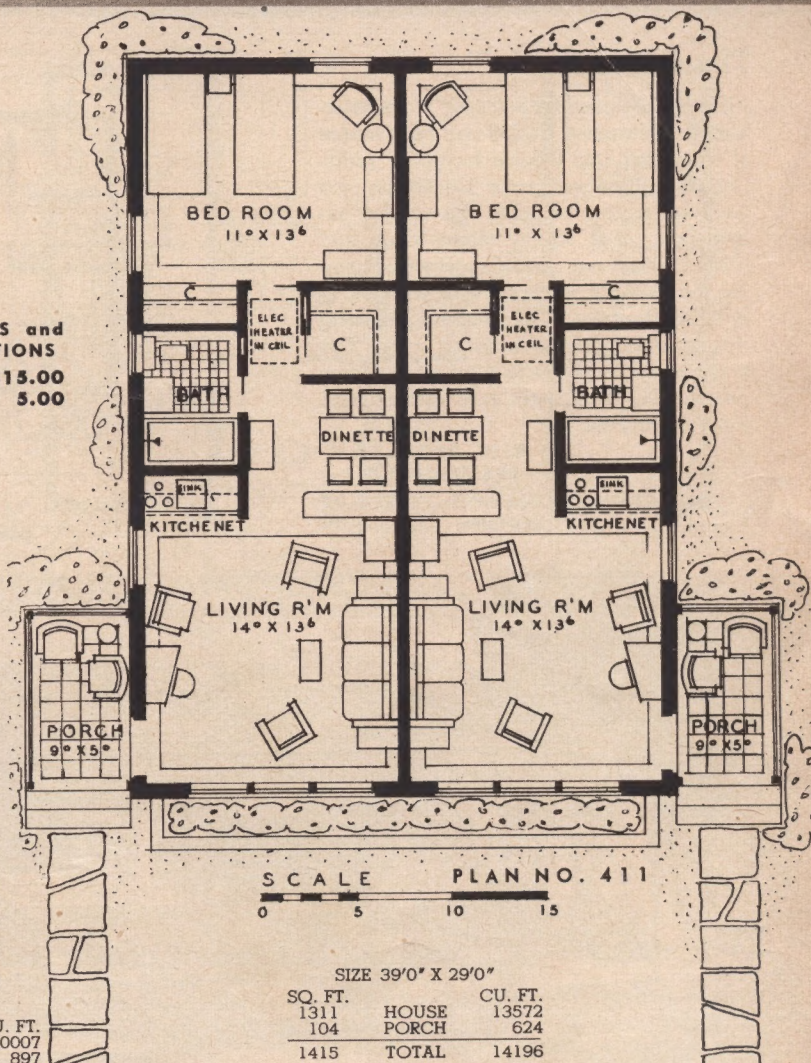 BED ROOM
11⁰ X 13⁶
BED ROOM
11⁰ X 13⁶
C
ELEC
HEATER
IN CEIL
C
C
ELEC
HEATER
IN CEIL
C
S and
TIONS
15.00
5.00
BATH
BATH
DINETTE
DINETTE
SINK
KITCHENET
SINK
KITCHENET
LIVING R'M
14⁰ X 13⁶
LIVING R'M
14⁰ X 13⁶
PORCH
9⁰ X 5⁰
PORCH
9⁰ X 5⁰
SCALE PLAN NO. 411
0 5 10 15
SIZE 39'0" X 29'0"
SQ. FT. CU. FT.
1311 HOUSE 13572
104 PORCH 624
1415 TOTAL 14196
U. FT.
0007
897